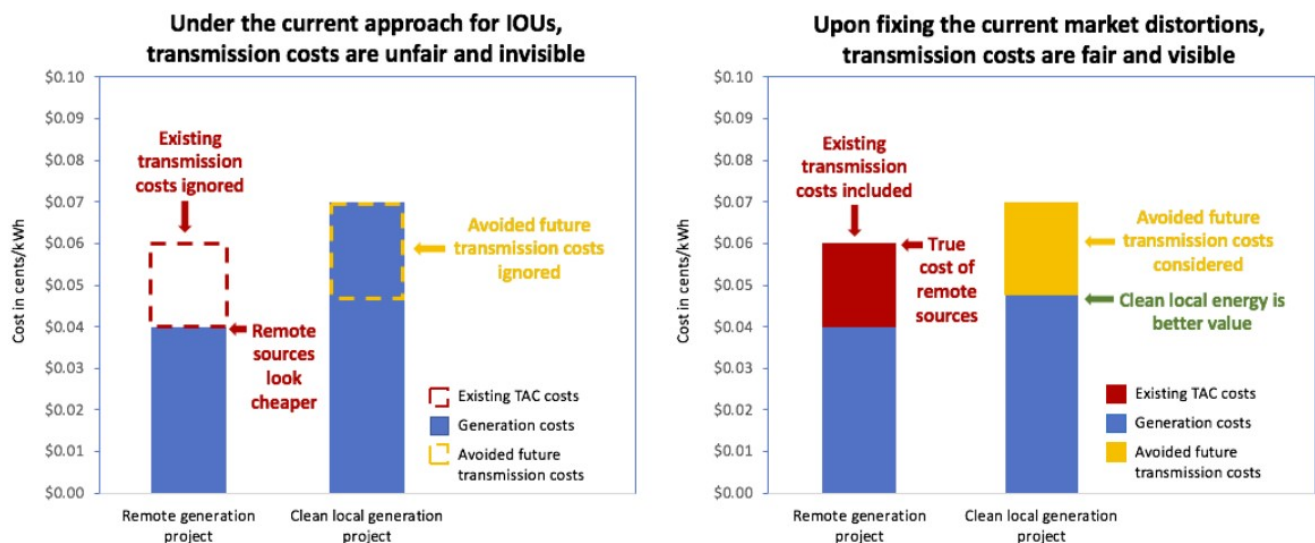 Under the current approach for IOUs,
transmission costs are unfair and invisible
$0.10
$0.09
$0.08
$0.07
$0.06
$0.05
$0.04
$0.03
$0.02
$0.01
$0.00
Cost in cents/kWh
Existing
transmission
costs ignored
Remote
sources
look
cheaper
Avoided future
transmission costs
ignored
Existing TAC costs
Generation costs
Avoided future
transmission costs
Remote generation
project
Clean local generation
project
Upon fixing the current market distortions,
transmission costs are fair and visible
$0.10
$0.09
$0.08
$0.07
$0.06
$0.05
$0.04
$0.03
$0.02
$0.01
$0.00
Cost in cents/kWh
Existing
transmission
costs included
True
cost of
remote
sources
Avoided future
transmission costs
considered
Clean local energy is
better value
Existing TAC costs
Generation costs
Avoided future
transmission costs
Remote generation
project
Clean local generation
project